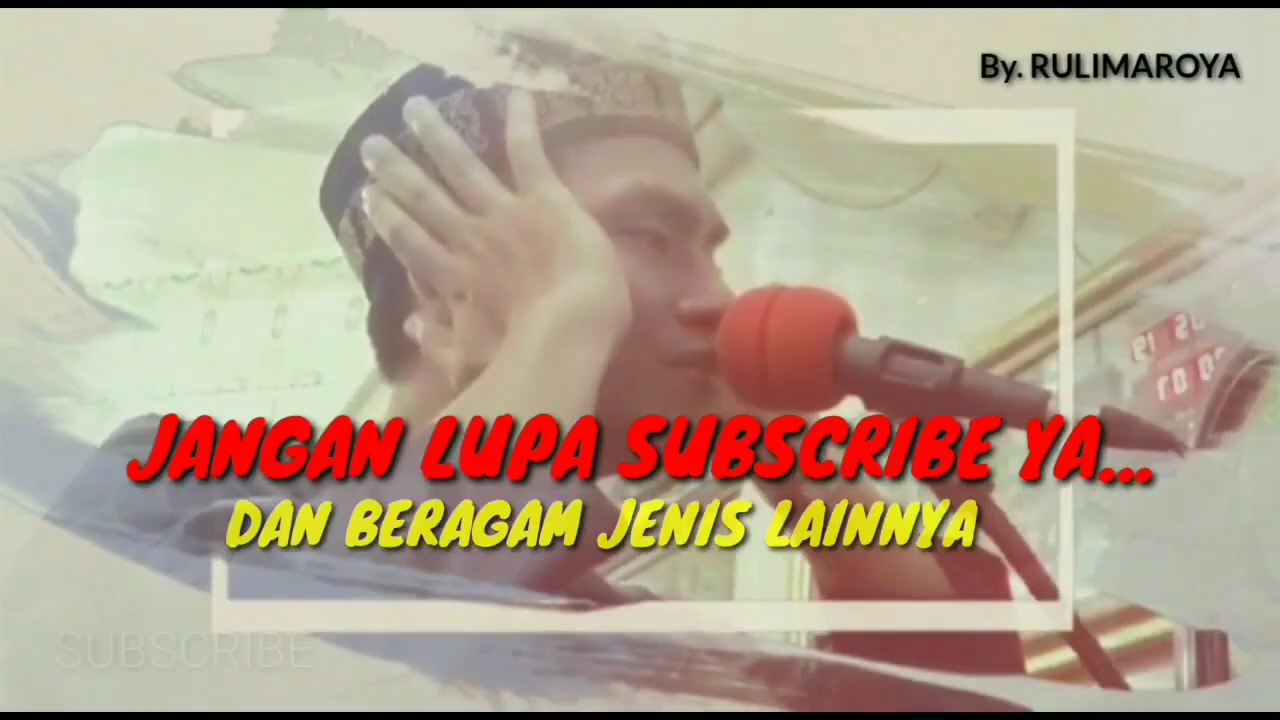 By. RULIMAROYA
JANGAN LUPA SUBSCRIBE YA...
DAN BERAGAM JENIS LAINNYA
SUBSCRIBE